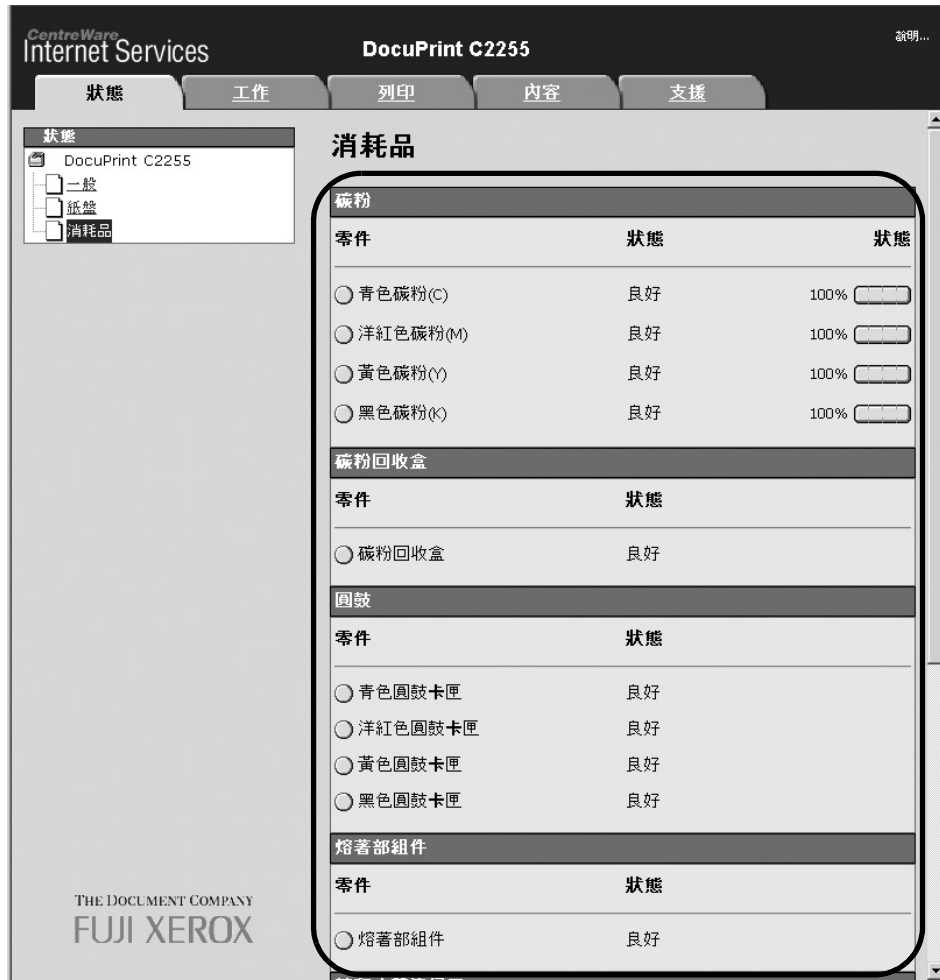 CentreWare
Internet Services
DocuPrint C2255
說明...
狀態
工作
列印
內容
支援
狀態
DocuPrint C2255
一般
紙盤
消耗品
消耗品
碳粉
零件 狀態 狀態
青色碳粉(C) 良好 100%
洋紅色碳粉(M) 良好 100%
黃色碳粉(Y) 良好 100%
黑色碳粉(K) 良好 100%
碳粉回收盒
零件 狀態
碳粉回收盒 良好
圓鼓
零件 狀態
青色圓鼓卡匣 良好
洋紅色圓鼓卡匣 良好
黃色圓鼓卡匣 良好
黑色圓鼓卡匣 良好
熔著部組件
零件 狀態
熔著部組件 良好
THE DOCUMENT COMPANY
FUJI XEROX